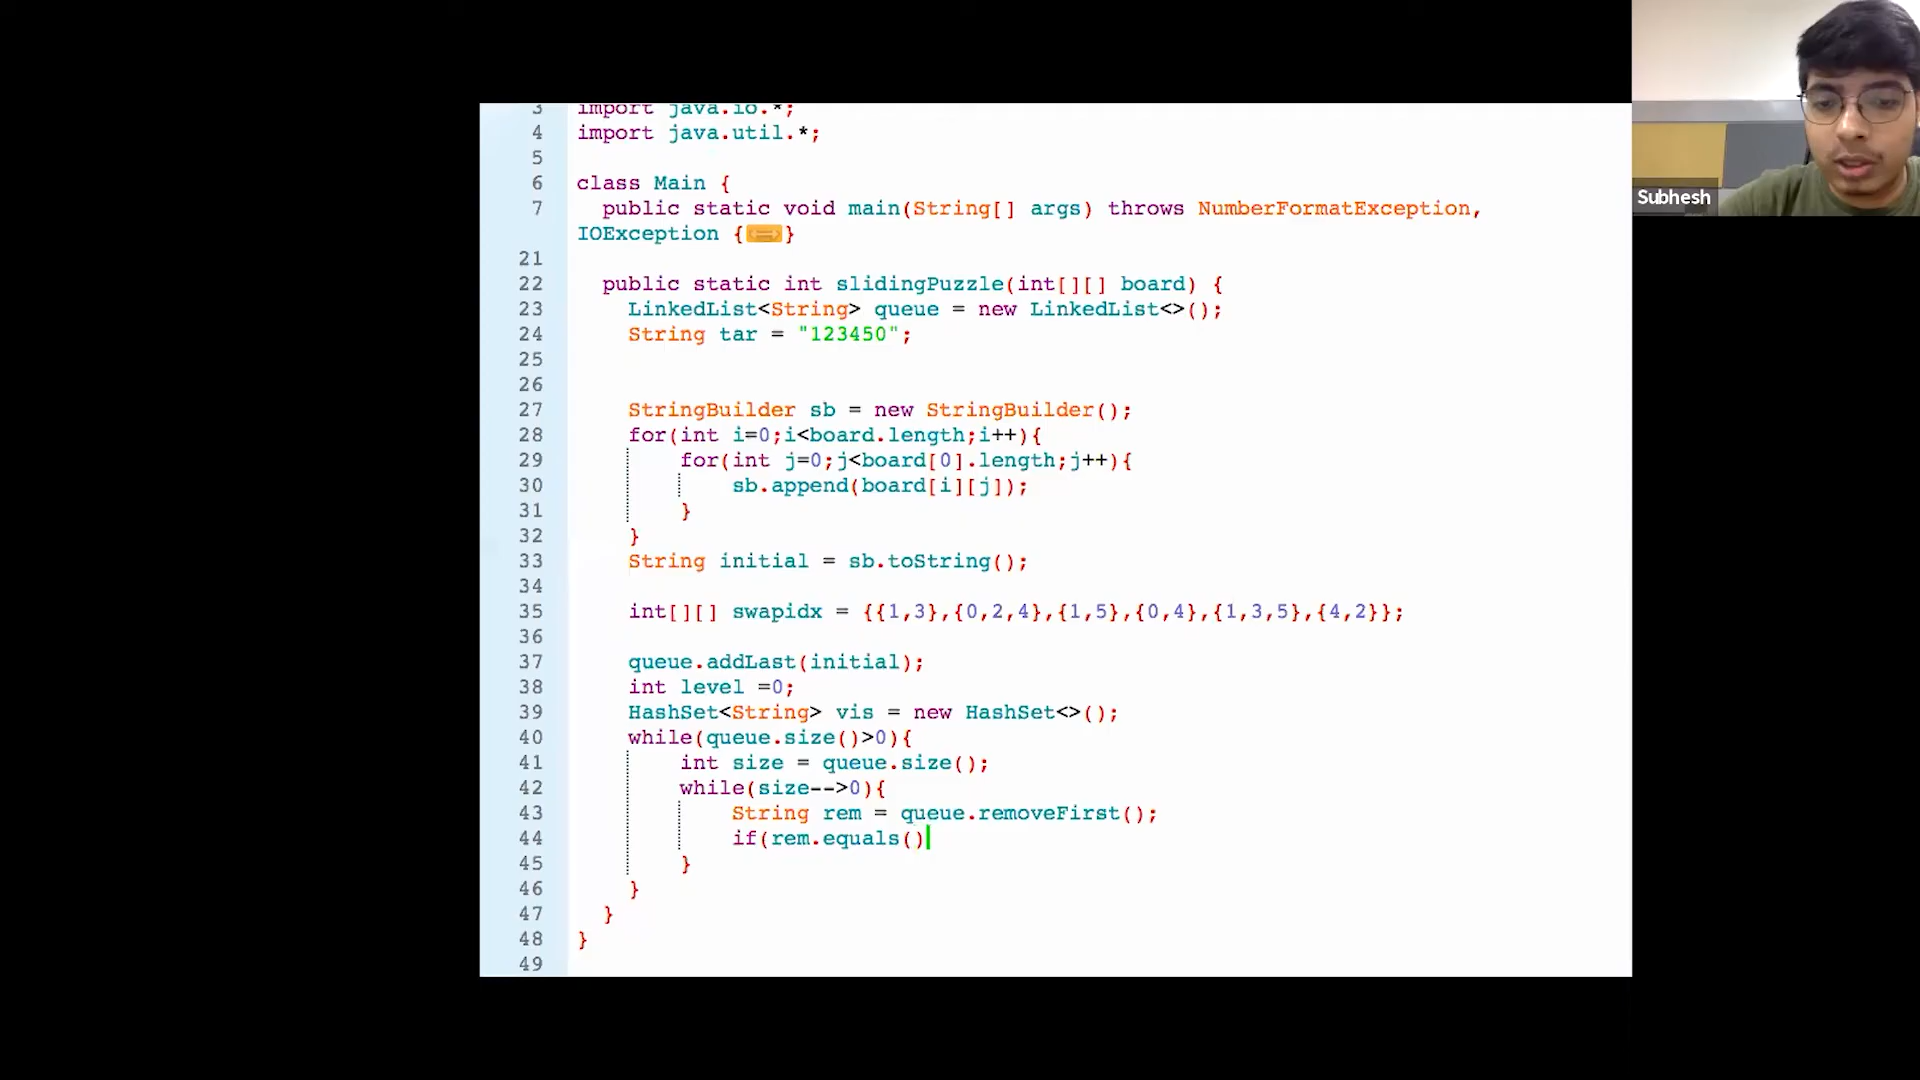 3 import java.io.*;
4 import java.util.*;
5
6 class Main {
7 public static void main(String[] args) throws NumberFormatException,
IOException {}
21
22 public static int slidingPuzzle(int[][] board) {
23 LinkedList<String> queue = new LinkedList<>();
24 String tar = "123450";
25
26
27 StringBuilder sb = new StringBuilder();
28 for(int i=0;i<board.length;i++){
29 for(int j=0;j<board[0].length;j++){
30 sb.append(board[i][j]);
31 }
32 }
33 String initial = sb.toString();
34
35 int[][] swapidx = {{1,3},{0,2,4},{1,5},{0,4},{1,3,5},{4,2}};
36
37 queue.addLast(initial);
38 int level =0;
39 HashSet<String> vis = new HashSet<>();
40 while(queue.size()>0){
41 int size = queue.size();
42 while(size-->0){
43 String rem = queue.removeFirst();
44 if(rem.equals()
45 }
46 }
47 }
48 }
49
Subhesh